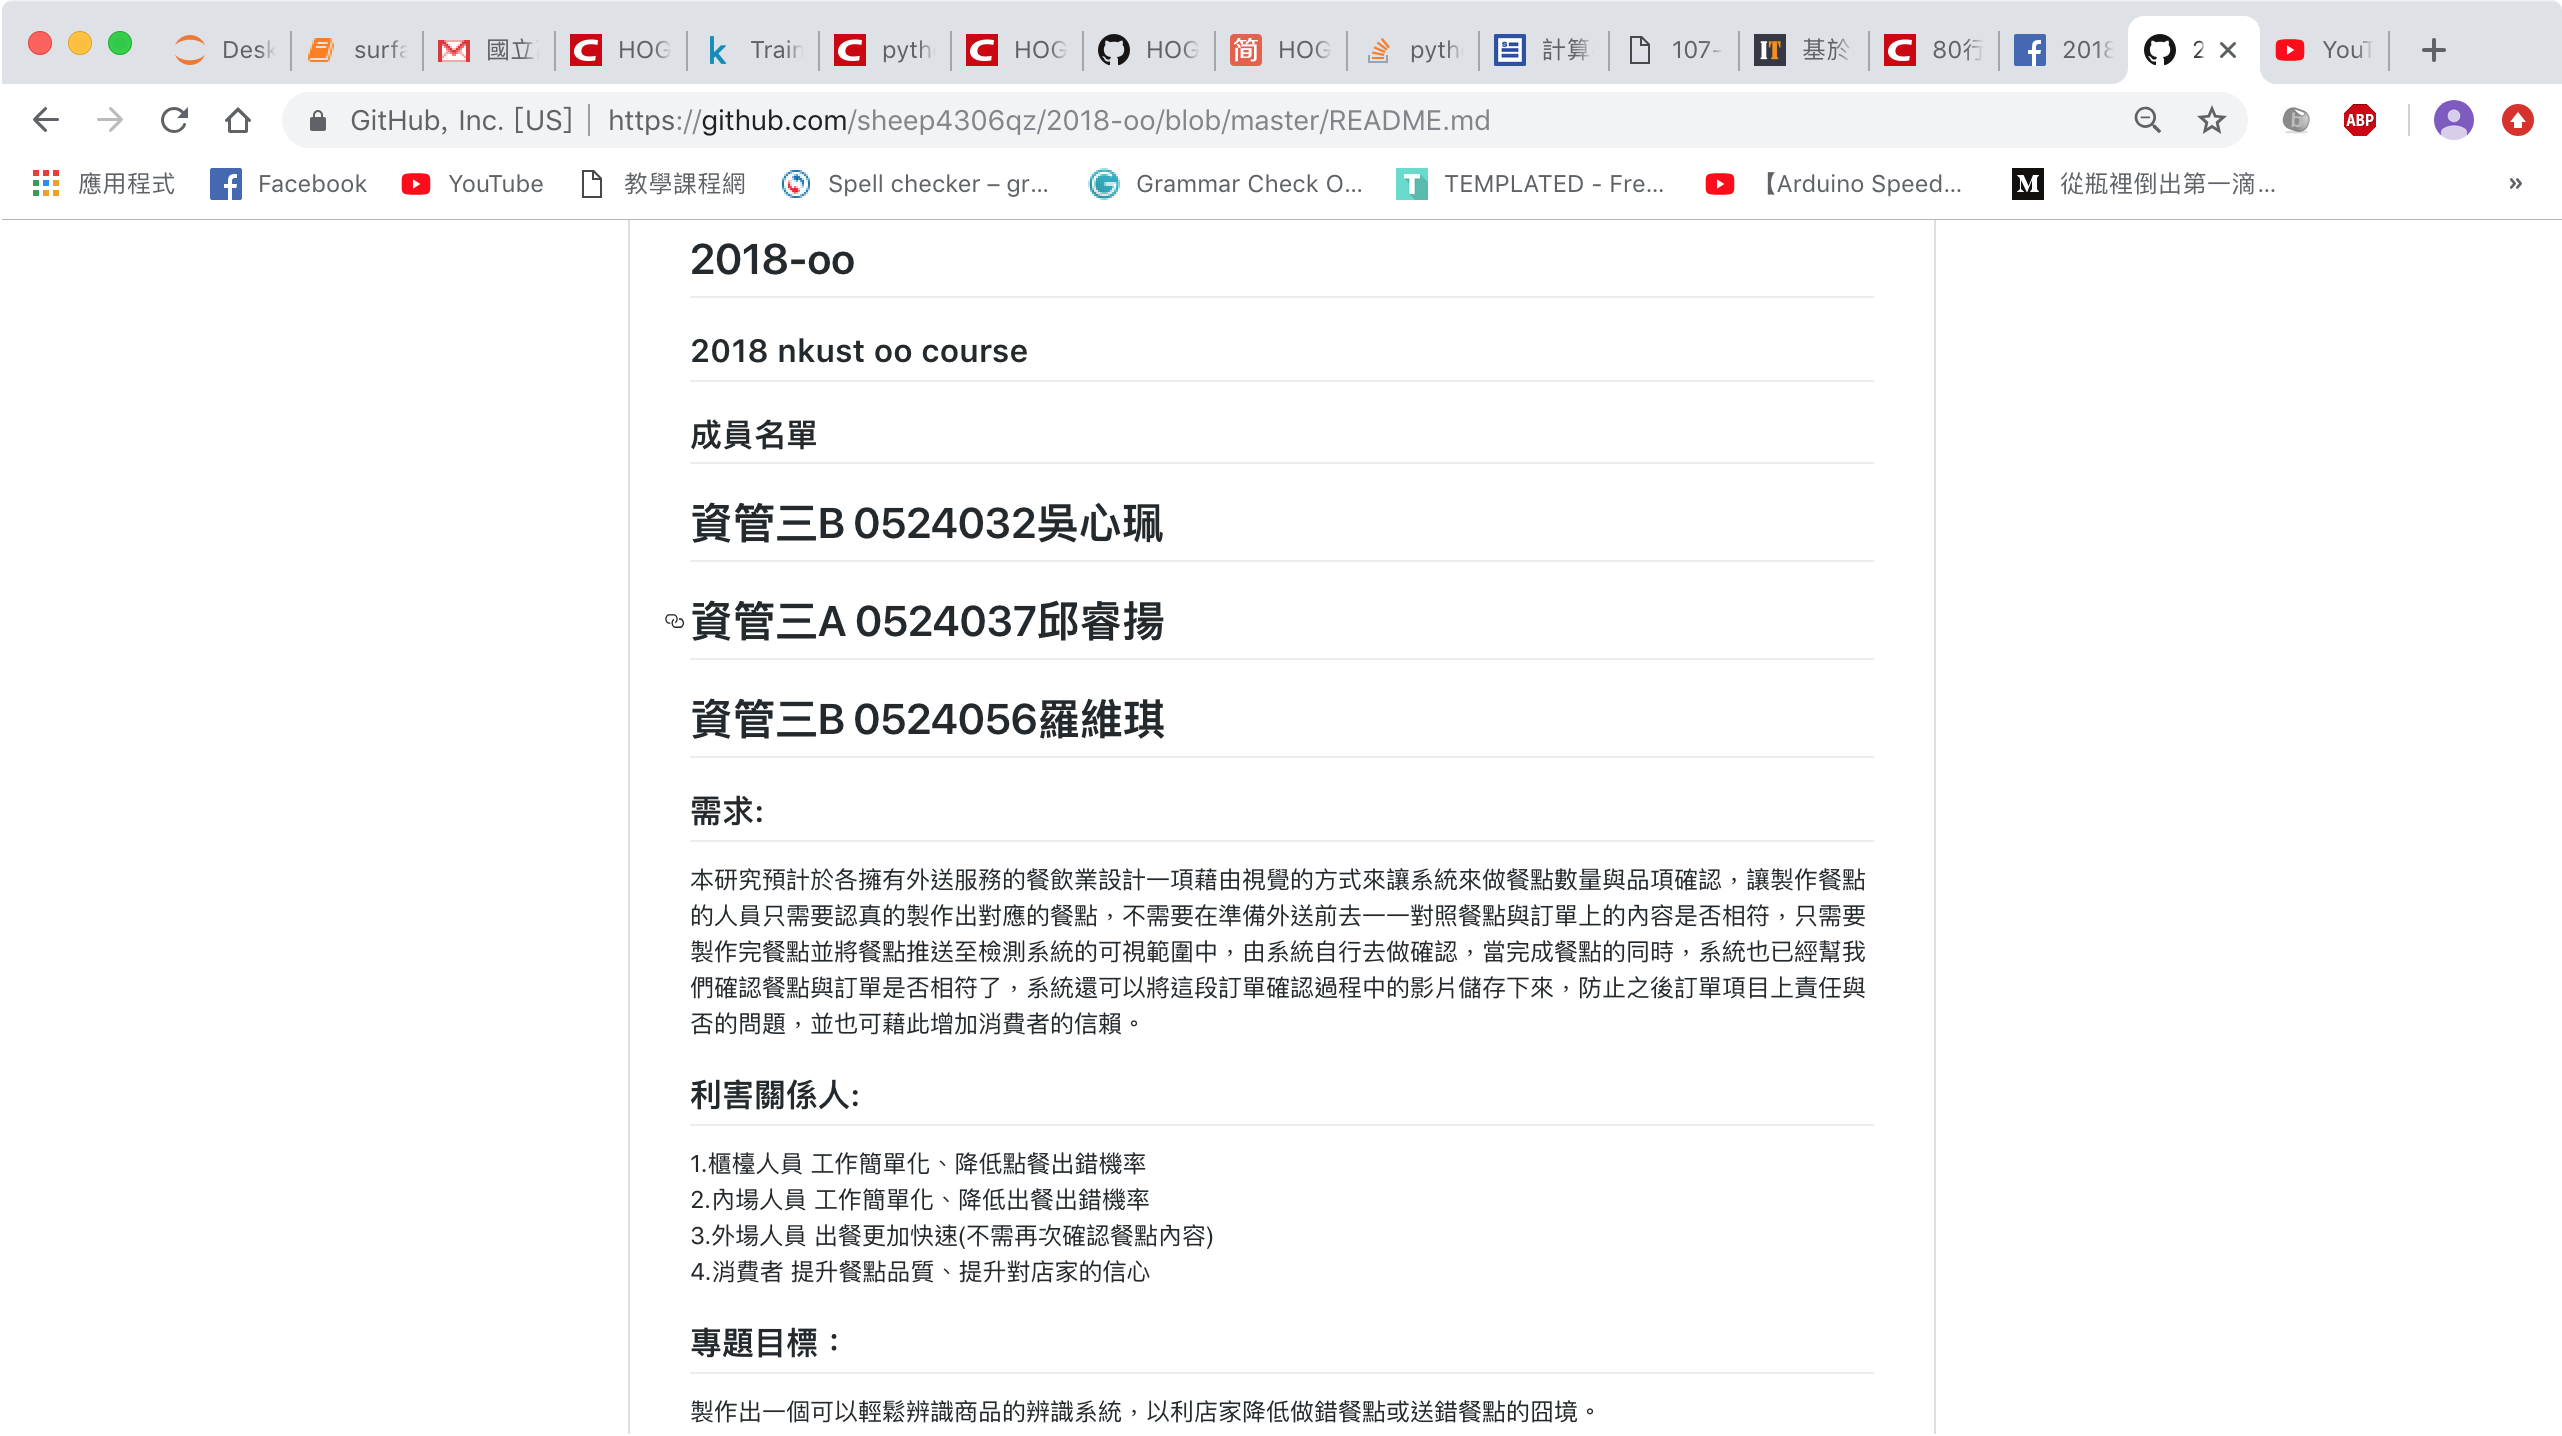 Desk
surfa
國立
HOG
Train
pyth
HOG
HOG
HOG
pyth
計算
107-
基於
80行
2018
2
YouT
GitHub, Inc. [US]
https://github.com/sheep4306qz/2018-oo/blob/master/README.md
ABP
應用程式
Facebook
YouTube
教學課程網
Spell checker – gr...
Grammar Check O...
TEMPLATED - Fre...
【Arduino Speed...
從瓶裡倒出第一滴...
»
2018-oo
2018 nkust oo course
成員名單
資管三B 0524032吳心珮
資管三A 0524037邱睿揚
資管三B 0524056羅維琪
需求:
本研究預計於各擁有外送服務的餐飲業設計一項藉由視覺的方式來讓系統來做餐點數量與品項確認，讓製作餐點
的人員只需要認真的製作出對應的餐點，不需要在準備外送前去一一對照餐點與訂單上的內容是否相符，只需要
製作完餐點並將餐點推送至檢測系統的可視範圍中，由系統自行去做確認，當完成餐點的同時，系統也已經幫我
們確認餐點與訂單是否相符了，系統還可以將這段訂單確認過程中的影片儲存下來，防止之後訂單項目上責任與
否的問題，並也可藉此增加消費者的信賴。
利害關係人:
1.櫃檯人員 工作簡單化、降低點餐出錯機率
2.內場人員 工作簡單化、降低出餐出錯機率
3.外場人員 出餐更加快速(不需再次確認餐點內容)
4.消費者 提升餐點品質、提升對店家的信心
專題目標：
製作出一個可以輕鬆辨識商品的辨識系統，以利店家降低做錯餐點或送錯餐點的囧境。